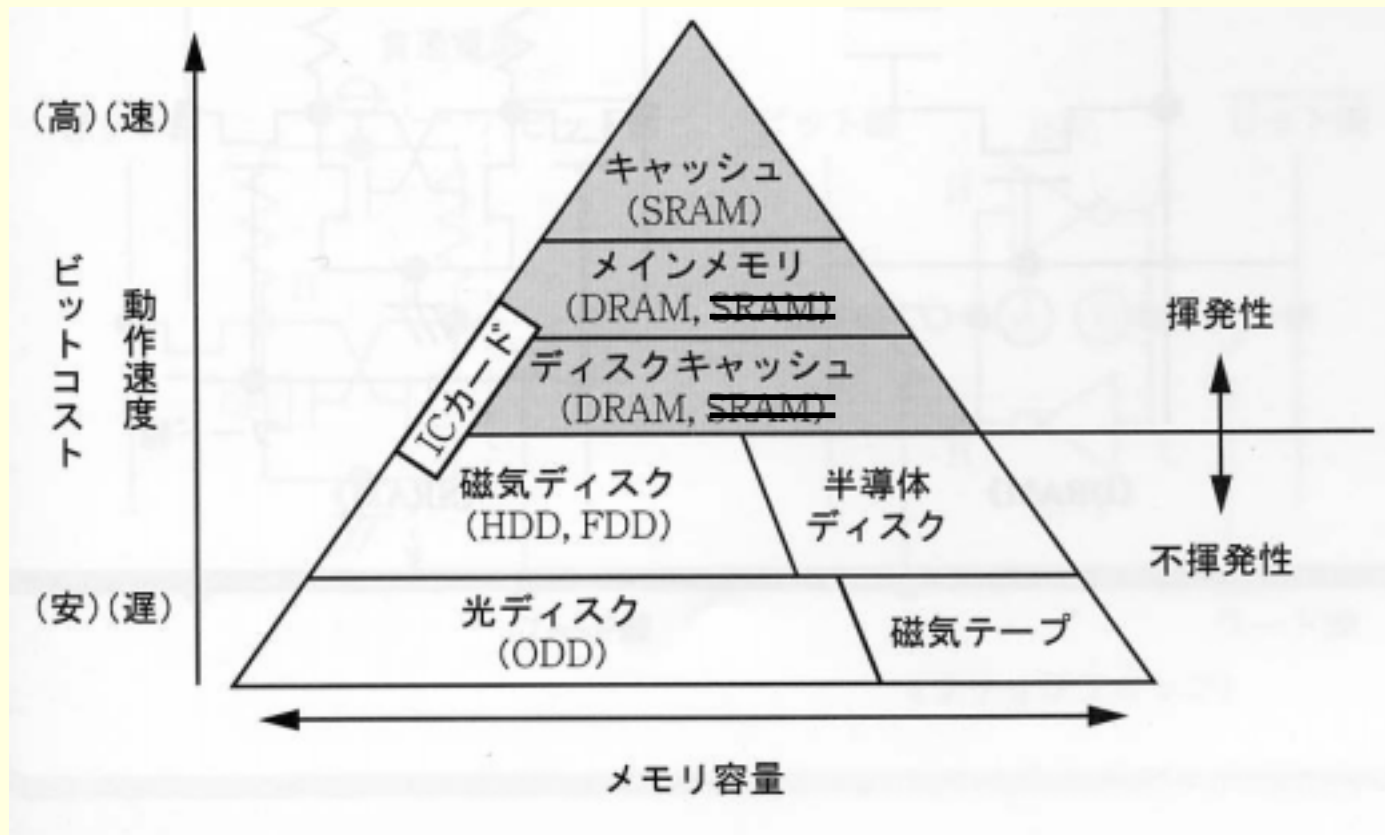 (高)(速)
ビットコスト
動作速度
(安)(遅)
キャッシュ
(SRAM)
メインメモリ
(DRAM, SRAM)
ディスクキャッシュ
(DRAM, SRAM)
ICカード
磁気ディスク
(HDD, FDD)
半導体
ディスク
光ディスク
(ODD)
磁気テープ
揮発性
不揮発性
メモリ容量